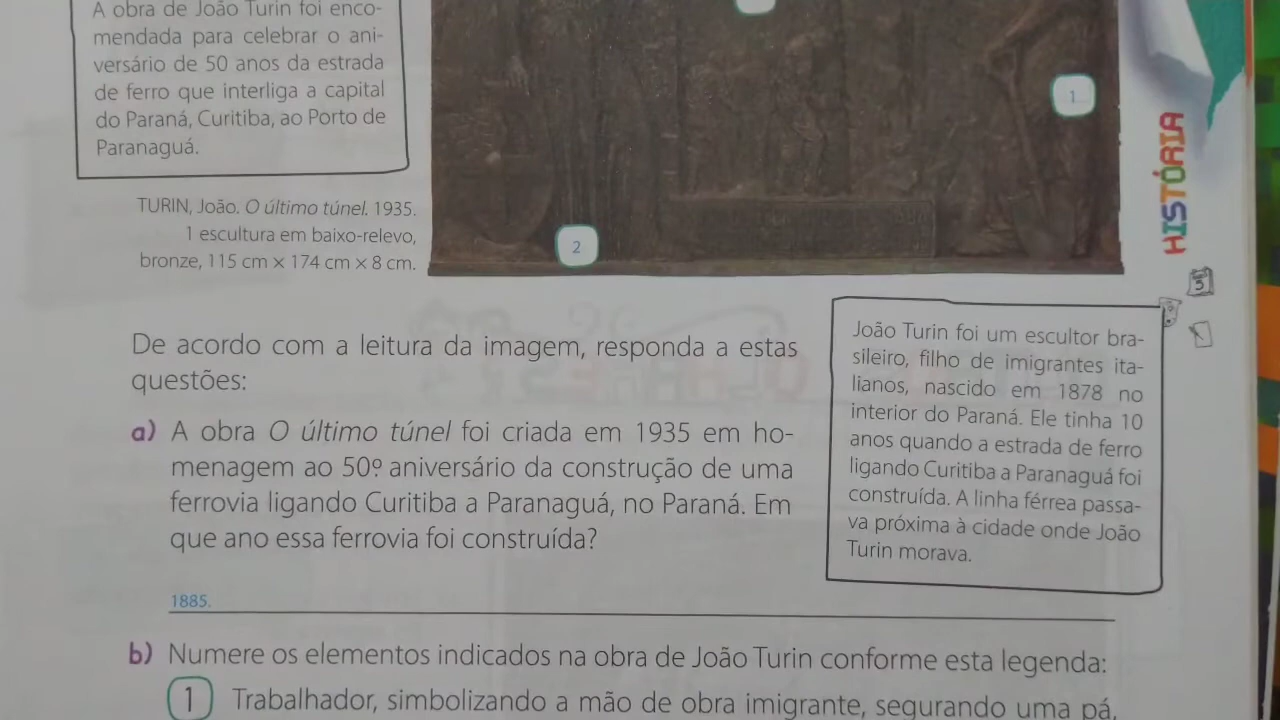 A obra de João Turin foi enco-
mendada para celebrar o ani-
versário de 50 anos da estrada
de ferro que interliga a capital
do Paraná, Curitiba, ao Porto de
Paranaguá.
TURIN, João. O último túnel. 1935.
1 escultura em baixo-relevo,
bronze, 115 cm × 174 cm × 8 cm.
1
2
HISTÓRIA
De acordo com a leitura da imagem, responda a estas
questões:
a) A obra O último túnel foi criada em 1935 em ho-
menagem ao 50º aniversário da construção de uma
ferrovia ligando Curitiba a Paranaguá, no Paraná. Em
que ano essa ferrovia foi construída?
1885.
João Turin foi um escultor bra-
sileiro, filho de imigrantes ita-
lianos, nascido em 1878 no
interior do Paraná. Ele tinha 10
anos quando a estrada de ferro
ligando Curitiba a Paranaguá foi
construída. A linha férrea passa-
va próxima à cidade onde João
Turin morava.
b) Numere os elementos indicados na obra de João Turin conforme esta legenda:
1 Trabalhador, simbolizando a mão de obra imigrante, segurando uma pá,